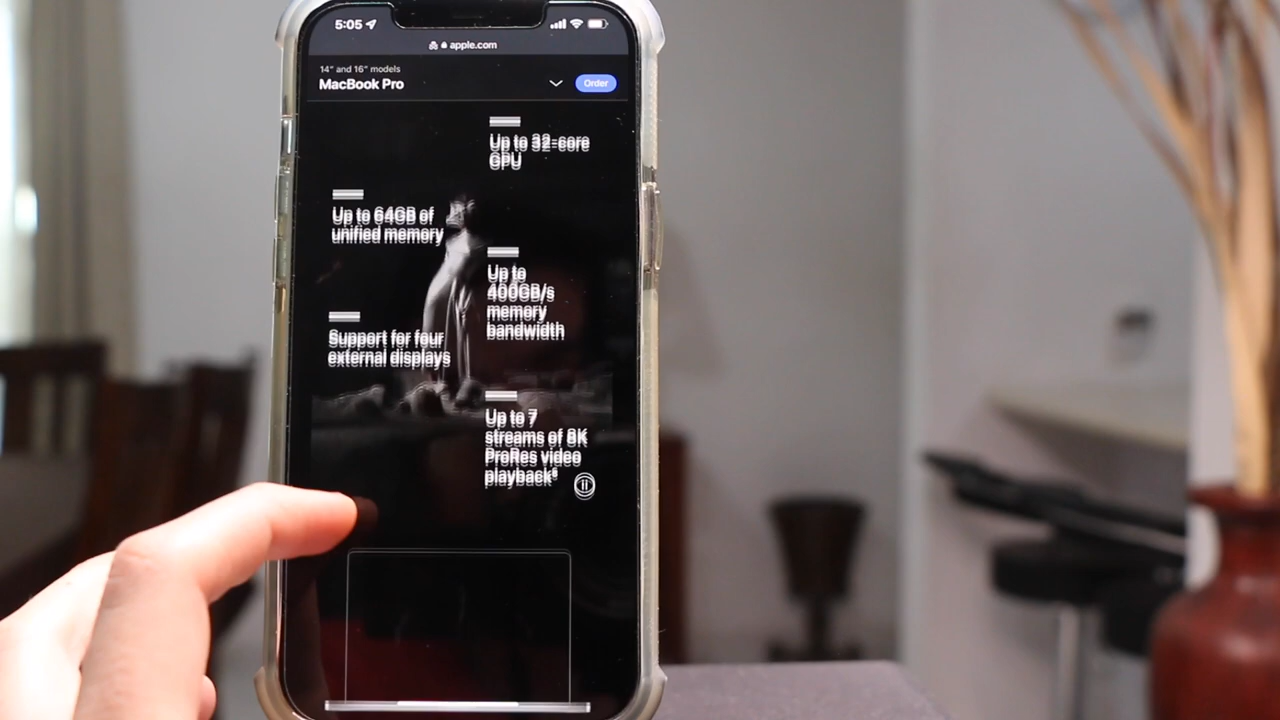 5:05
apple.com
14" and 16" models
MacBook Pro
Order
Up to 32-core
GPU
Up to 64GB of
unified memory
Up to
400GB/s
memory
bandwidth
Support for four
external displays
Up to 7
streams of 8K
ProRes video
playback⁶